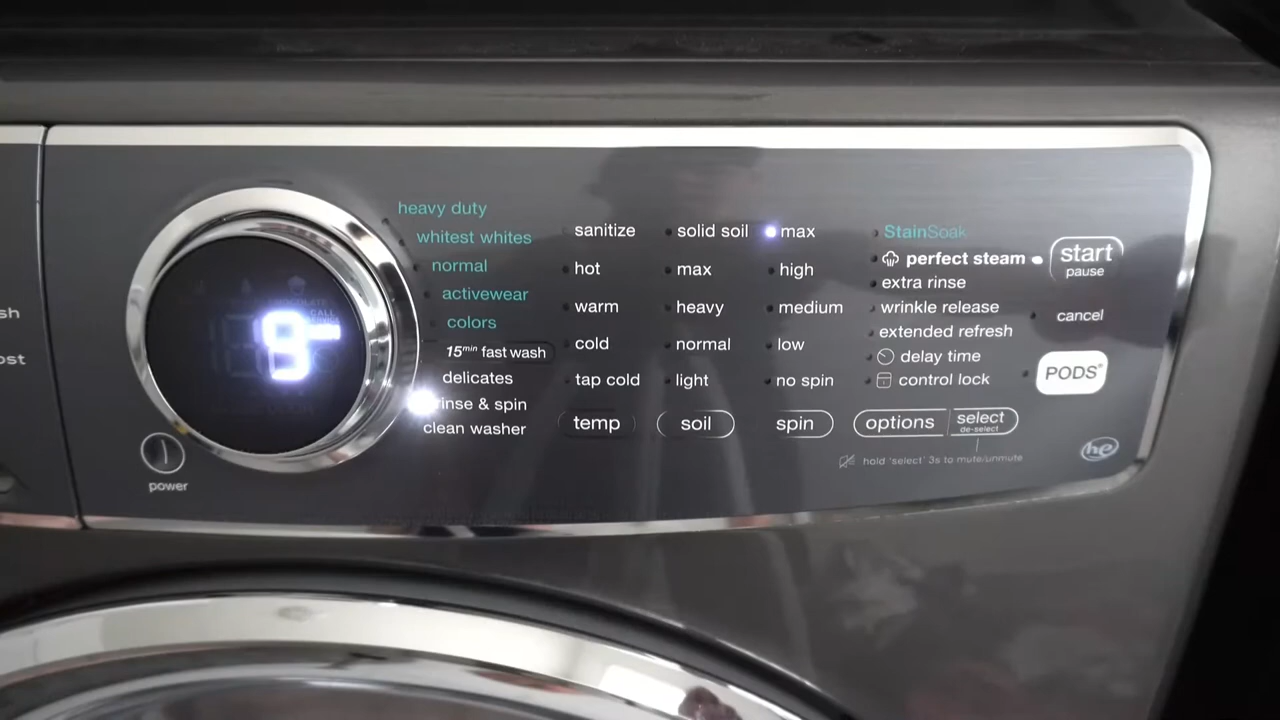 sh
ost
9
power
heavy duty
whitest whites
normal
activewear
colors
15min fast wash
delicates
rinse & spin
clean washer
sanitize
hot
warm
cold
tap cold
temp
solid soil
max
heavy
normal
light
soil
max
high
medium
low
no spin
spin
StainSoak
perfect steam
extra rinse
wrinkle release
extended refresh
delay time
control lock
options
select
de-select
hold 'select' 3s to mute/unmute
start
pause
cancel
PODS®
he